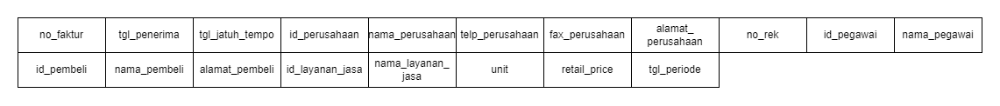 no_faktur tgl_penerima tgl_jatuh_tempo id_perusahaan nama_perusahaan telp_perusahaan fax_perusahaan alamat_
perusahaan no_rek id_pegawai nama_pegawai
id_pembeli nama_pembeli alamat_pembeli id_layanan_jasa nama_layanan_
jasa unit retail_price tgl_periode